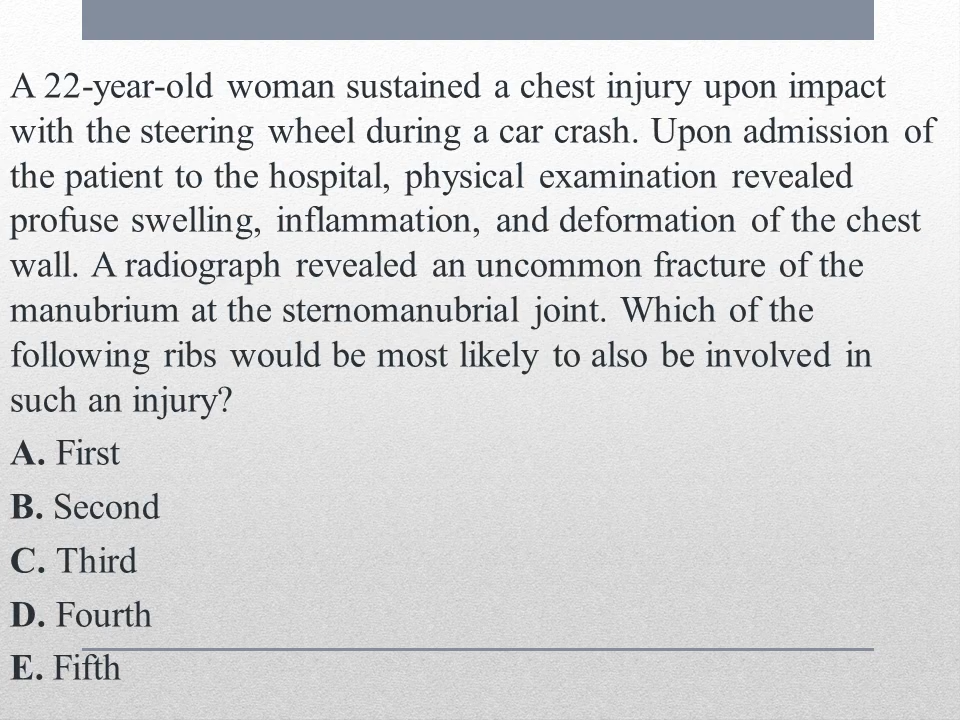 A 22-year-old woman sustained a chest injury upon impact
with the steering wheel during a car crash. Upon admission of
the patient to the hospital, physical examination revealed
profuse swelling, inflammation, and deformation of the chest
wall. A radiograph revealed an uncommon fracture of the
manubrium at the sternomanubrial joint. Which of the
following ribs would be most likely to also be involved in
such an injury?
A. First
B. Second
C. Third
D. Fourth
E. Fifth